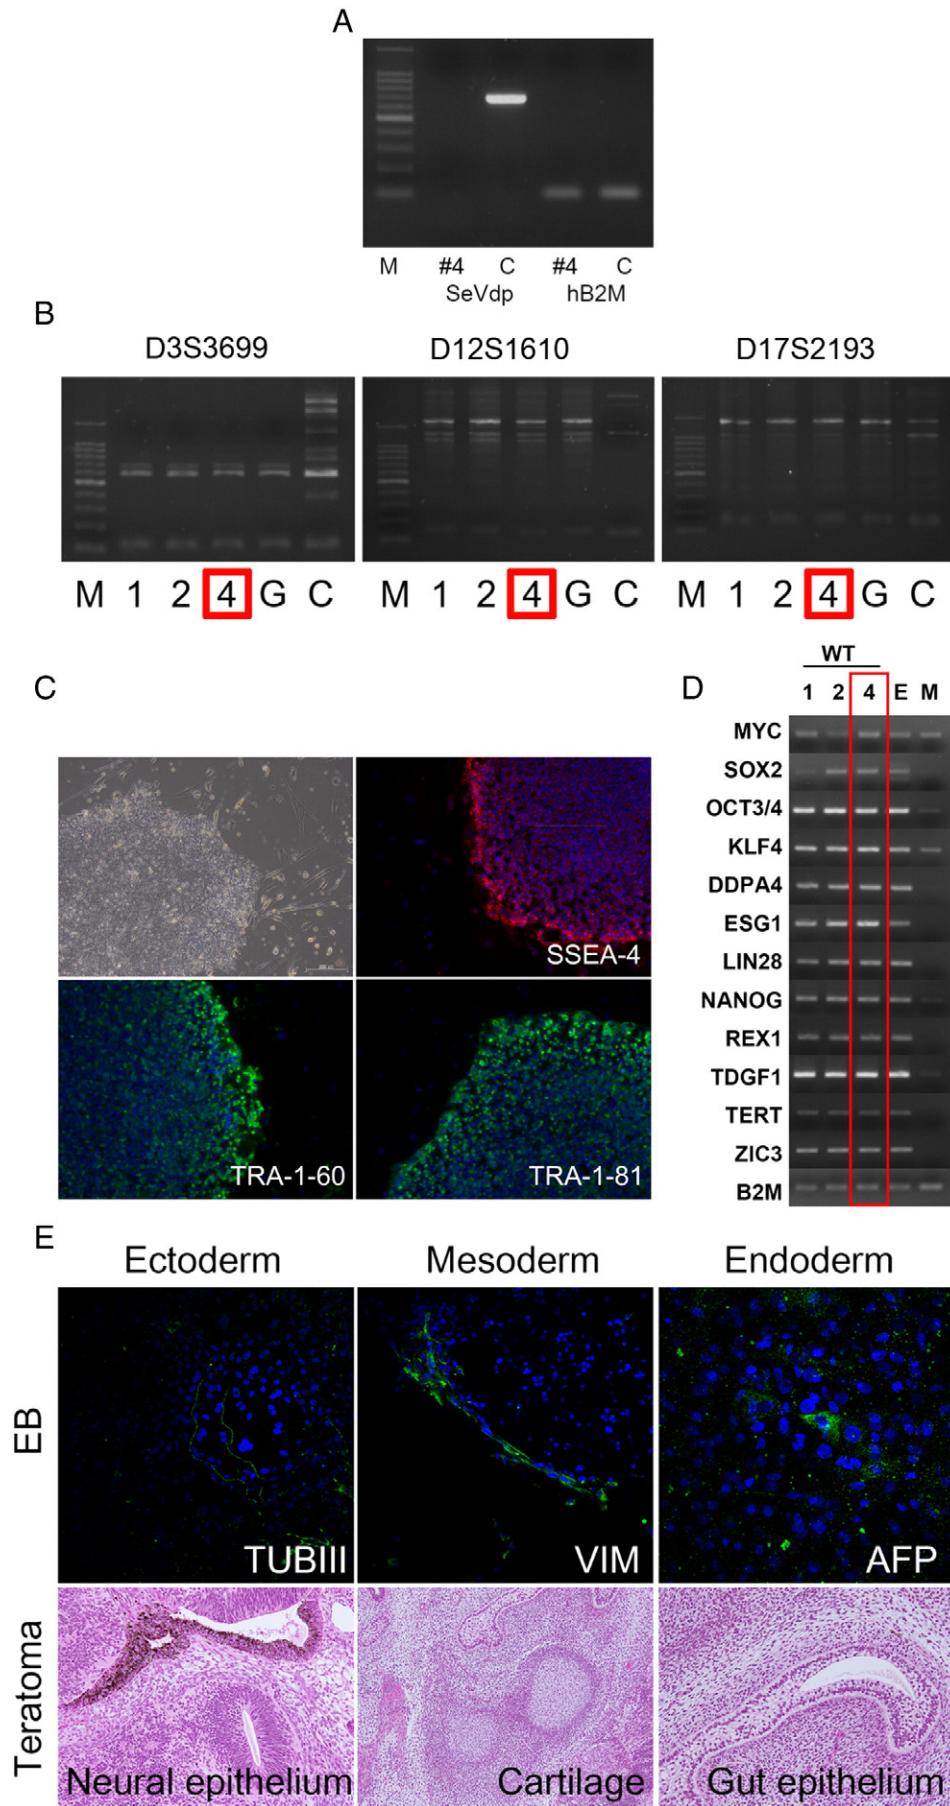 A
M #4 C #4 C
SeVdp hB2M
B
D3S3699 D12S1610 D17S2193
M 1 2 4 G C M 1 2 4 G C M 1 2 4 G C
C
SSEA-4
TRA-1-60
TRA-1-81
D
WT
1 2 4 E M
MYC
SOX2
OCT3/4
KLF4
DDPA4
ESG1
LIN28
NANOG
REX1
TDGF1
TERT
ZIC3
B2M
E
Ectoderm Mesoderm Endoderm
EB
TUBIII VIM AFP
Teratoma
Neural epithelium Cartilage Gut epithelium